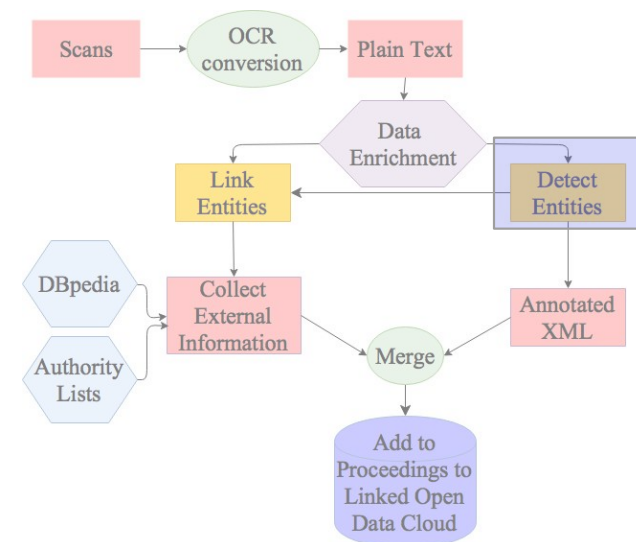 Scans
OCR
conversion
Plain Text
Data
Enrichment
Link
Entities
Detect
Entities
DBpedia
Collect
External
Information
Annotated
XML
Authority
Lists
Merge
Add to
Proceedings to
Linked Open
Data Cloud